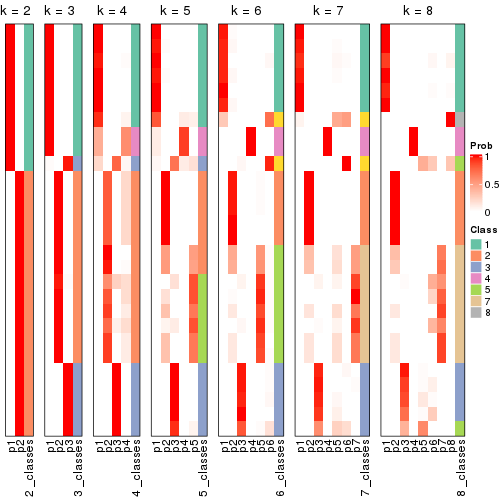 k = 2
k = 3
k = 4
k = 5
k = 6
k = 7
k = 8
p1
p2
2_classes
p1
p2
p3
3_classes
p1
p2
p3
p4
4_classes
p1
p2
p3
p4
p5
5_classes
p1
p2
p3
p4
p5
p6
6_classes
p1
p2
p3
p4
p5
p6
p7
7_classes
p1
p2
p3
p4
p5
p6
p7
p8
8_classes
Prob
1
0.5
0
Class
1
2
3
4
5
7
8